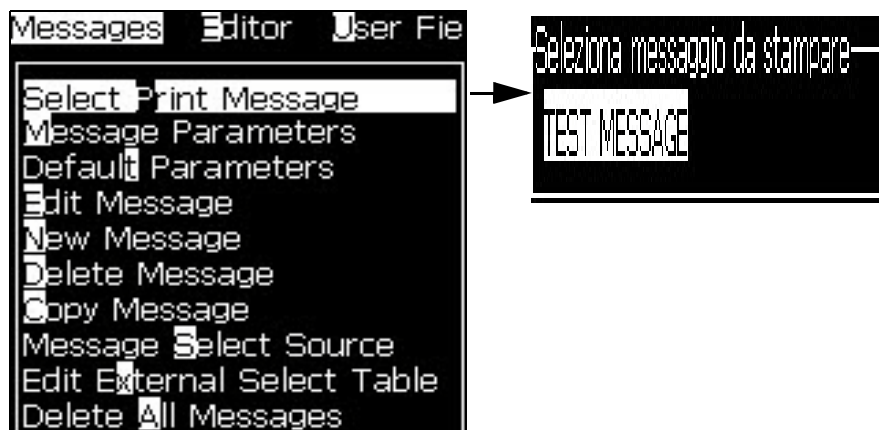 Messages Editor User Fie
Select Print Message
Message Parameters
Default Parameters
Edit Message
New Message
Delete Message
Copy Message
Message Select Source
Edit External Select Table
Delete All Messages
Seleziona messaggio da stampare
TEST MESSAGE